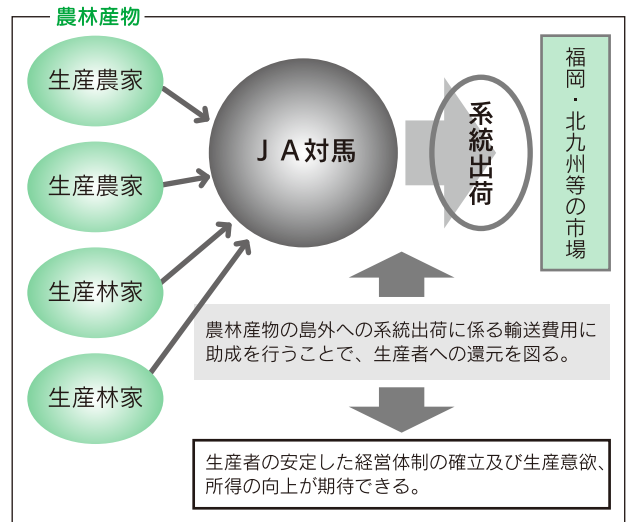 農林産物
生産農家
生産農家
生産林家
生産林家
JA対馬
系統出荷
福岡・北九州等の市場
農林産物の島外への系統出荷に係る輸送費用に
助成を行うことで、生産者への還元を図る。
生産者の安定した経営体制の確立及び生産意欲、
所得の向上が期待できる。